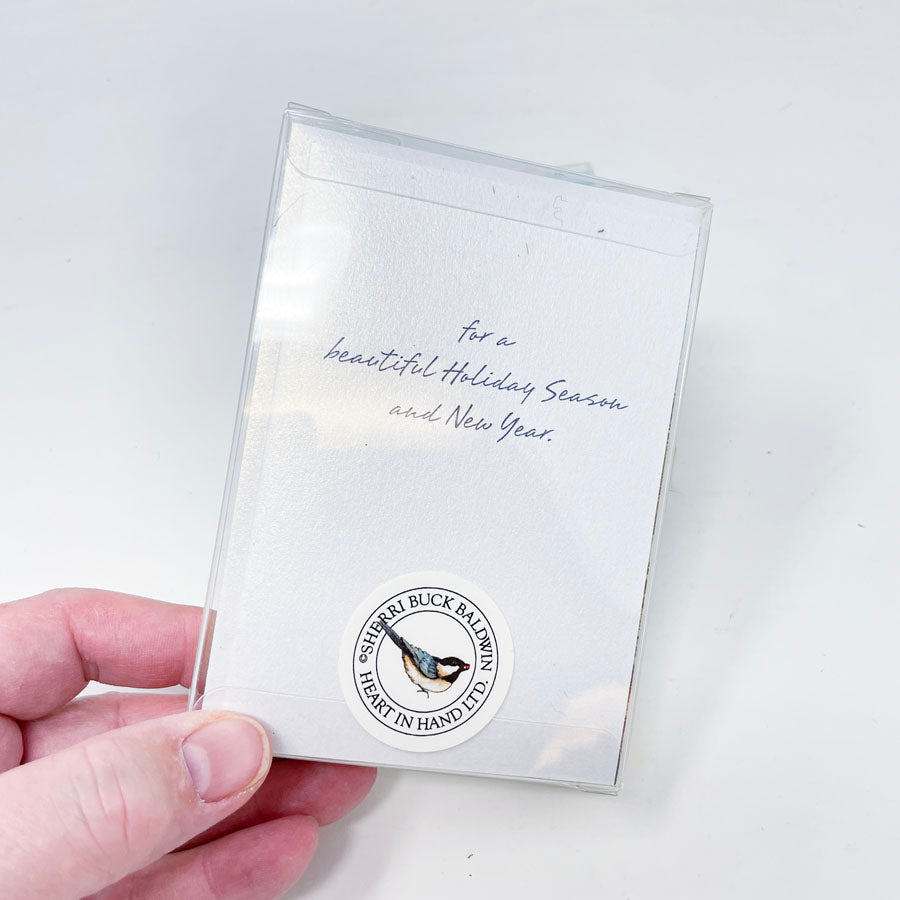 for a
beautiful Holiday Season
and New Year.
©SHERRI BUCK BALDWIN
HEART IN HAND LTD.